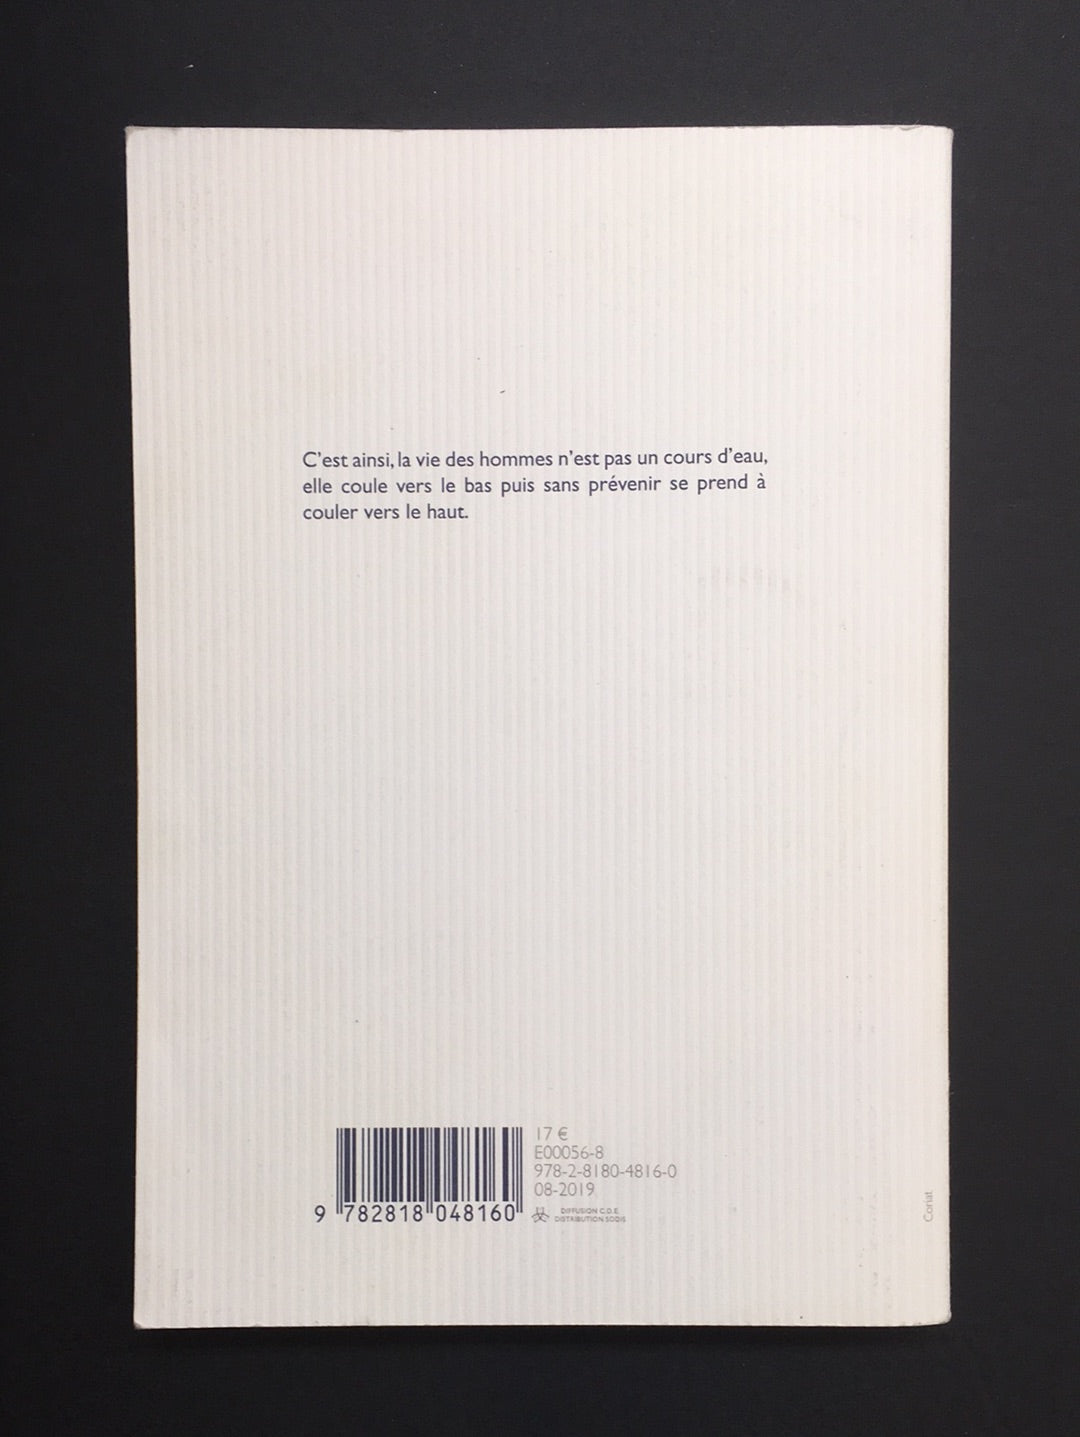 C'est ainsi, la vie des hommes n'est pas un cours d'eau,
elle coule vers le bas puis sans prévenir se prend à
couler vers le haut.
17 €
E00056-8
978-2-8180-4816-0
08-2019
9 782818 048160
DIFFUSION C.D.E.
DISTRIBUTION SODIS
Coriat